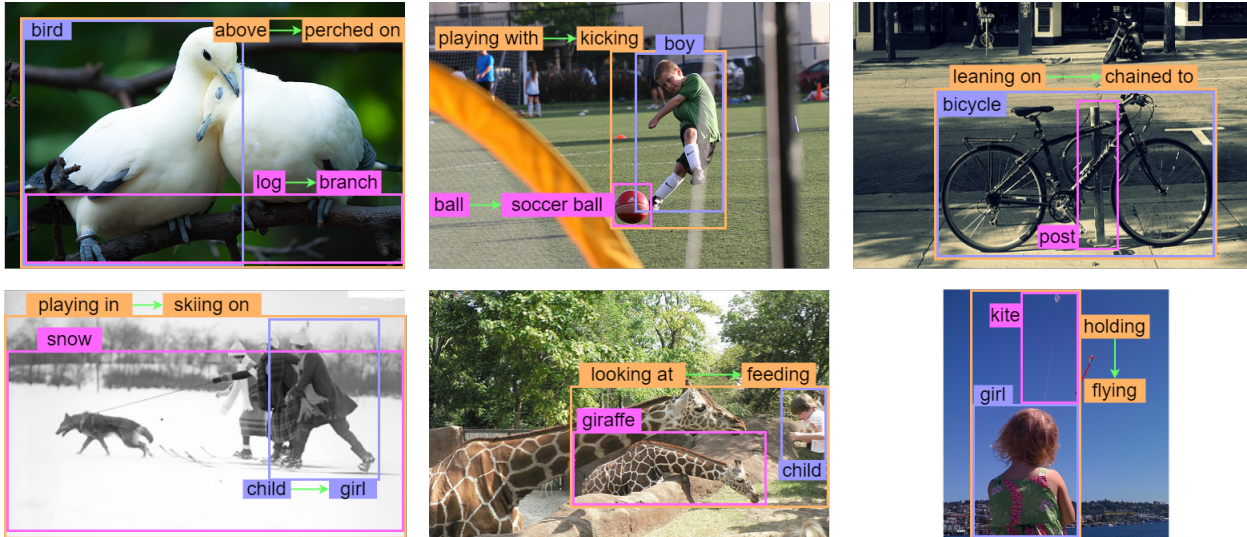 bird
above → perched on
log → branch
playing with → kicking
boy
ball → soccer ball
leaning on → chained to
bicycle
post
playing in → skiing on
snow
child → girl
looking at → feeding
giraffe
child
kite
holding
flying
girl